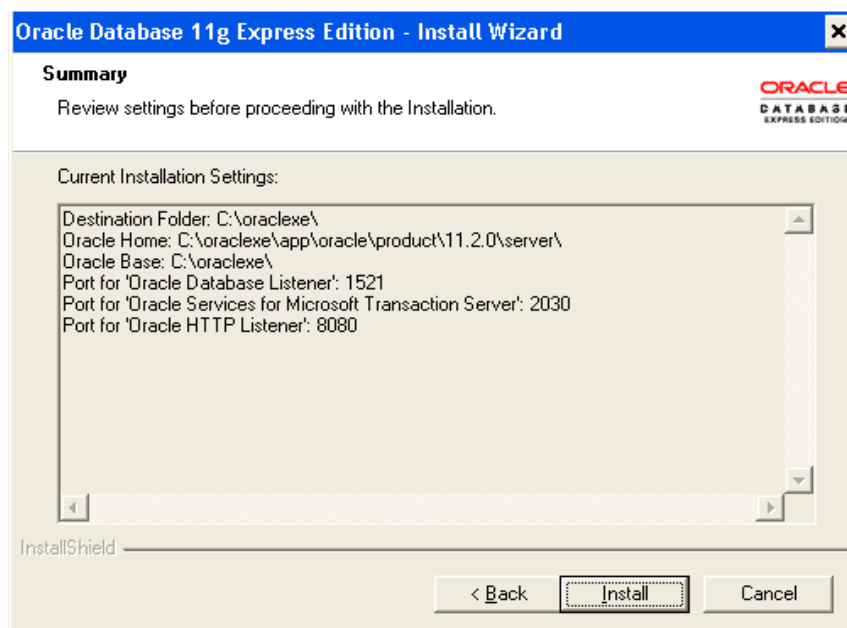 Oracle Database 11g Express Edition - Install Wizard
Summary
Review settings before proceeding with the Installation.
ORACLE
DATABASE
EXPRESS EDITION
Current Installation Settings:
Destination Folder: C:\oraclexe\
Oracle Home: C:\oraclexe\app\oracle\product\11.2.0\server\
Oracle Base: C:\oraclexe\
Port for 'Oracle Database Listener': 1521
Port for 'Oracle Services for Microsoft Transaction Server': 2030
Port for 'Oracle HTTP Listener': 8080
InstallShield
< Back Install Cancel